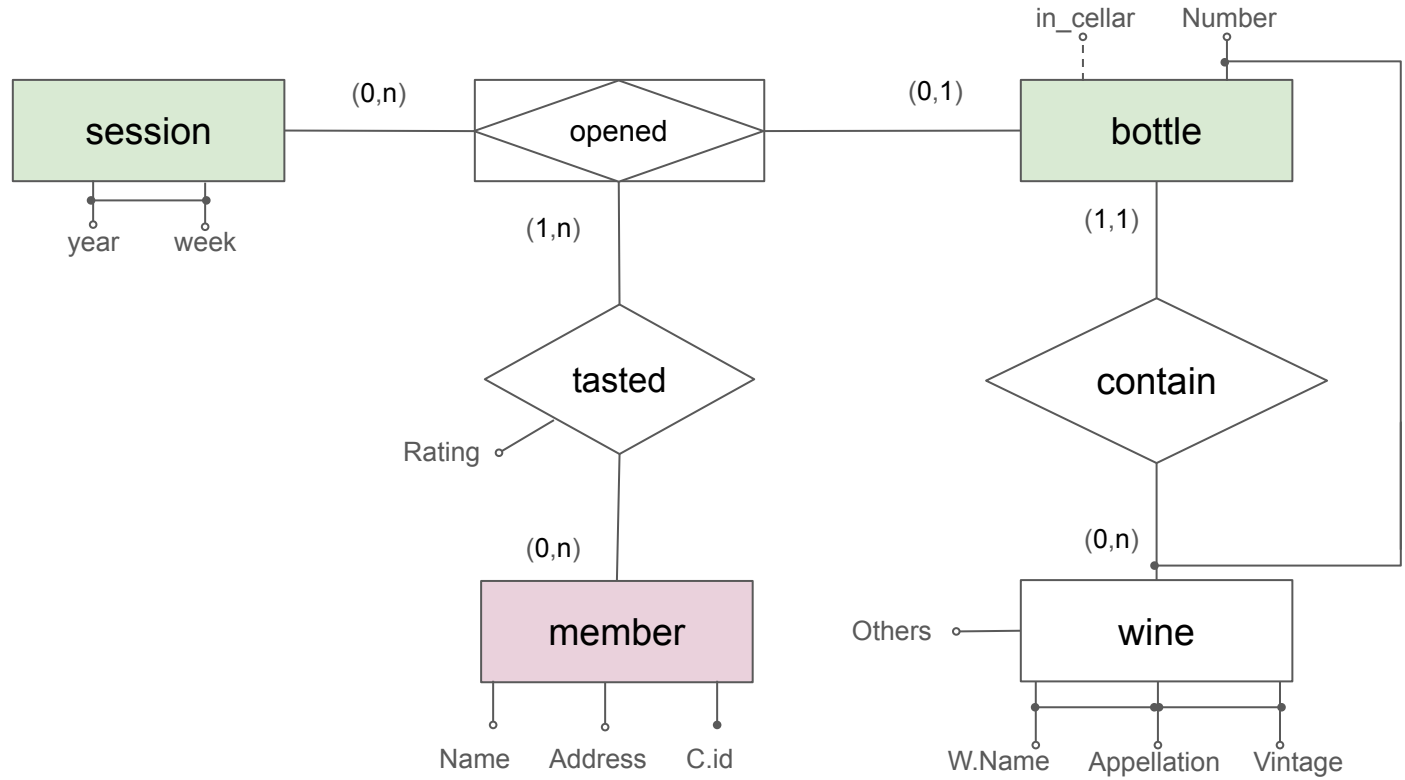 in_cellar
Number
session
(0,n)
opened
(0,1)
bottle
year
week
(1,n)
(1,1)
tasted
contain
Rating
(0,n)
(0,n)
member
Others
wine
Name
Address
C.id
W.Name
Appellation
Vintage